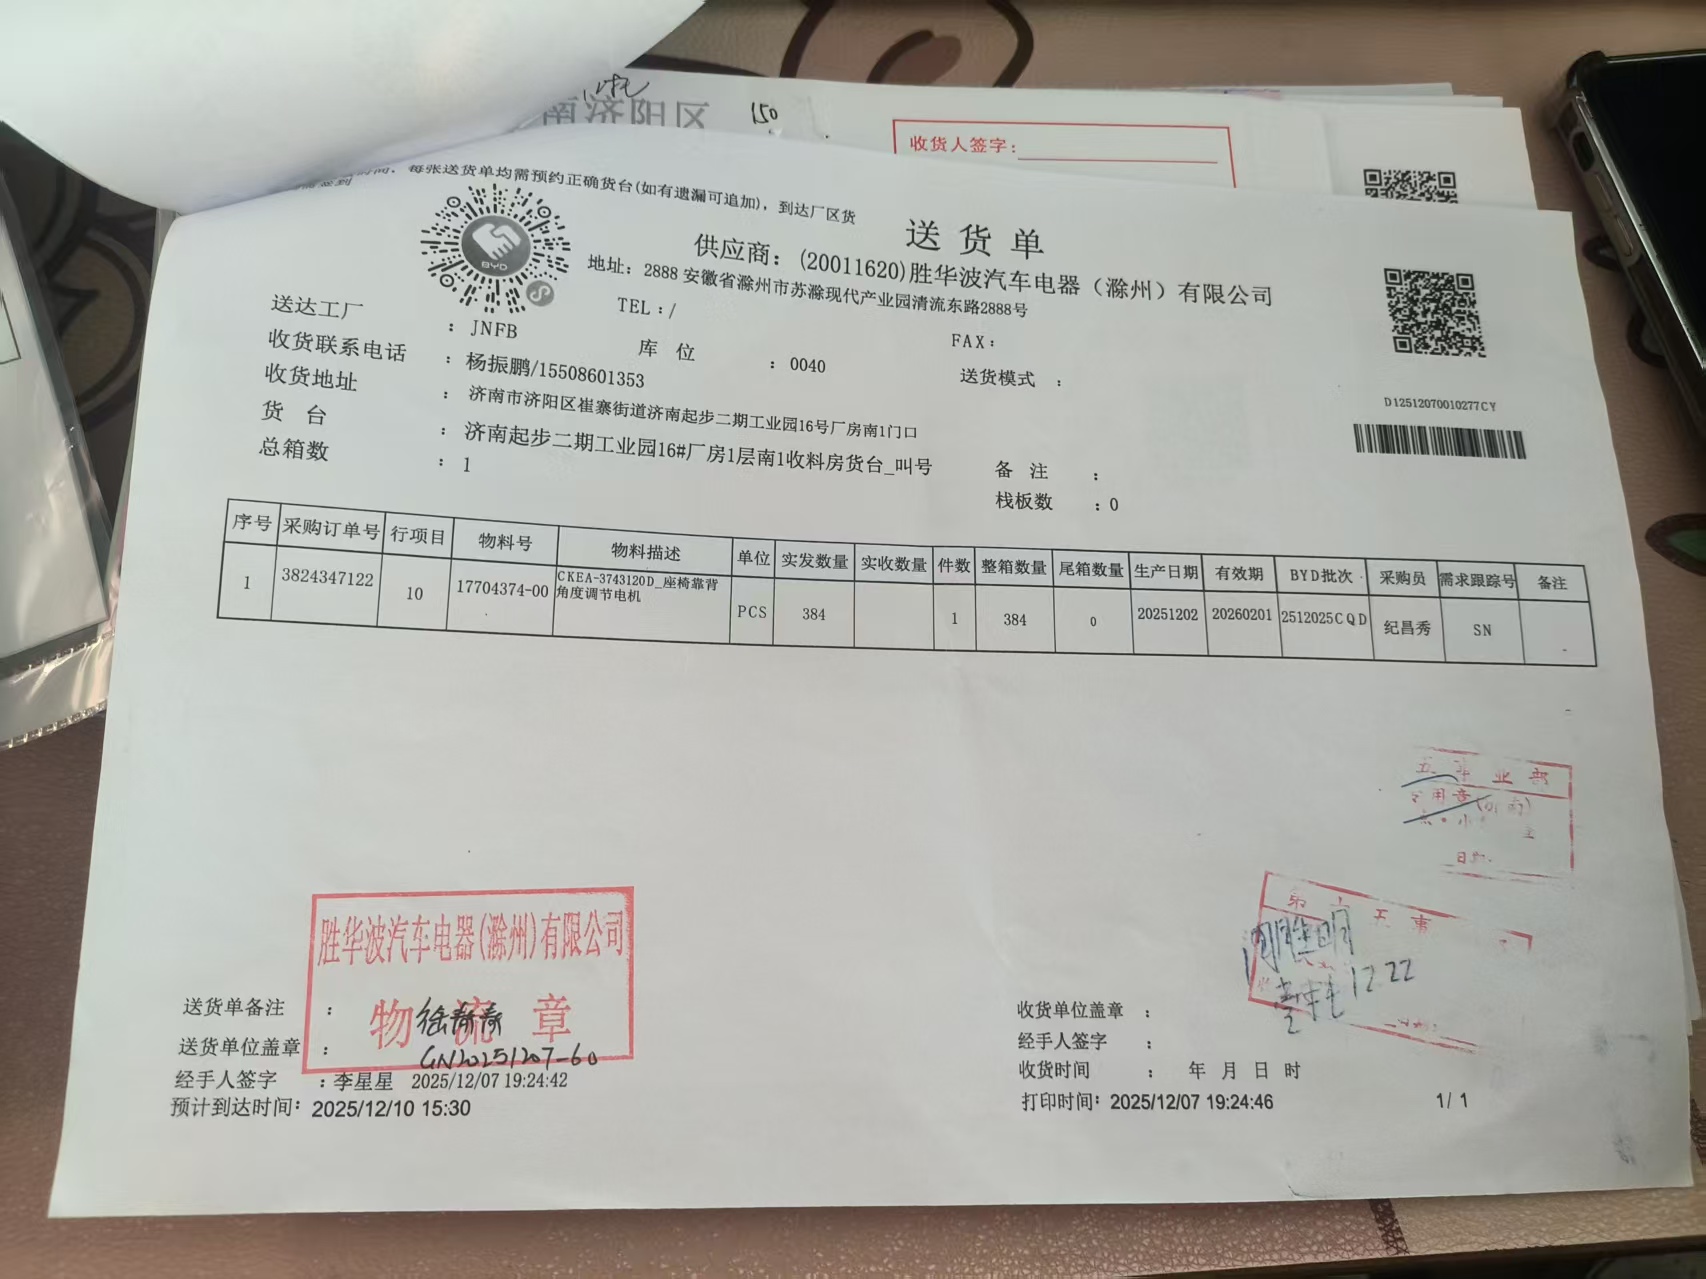 南济阳区
150
收货人签字:
每张送货单均需预约正确货台(如有遗漏可追加)，到达厂区货
送货单
BYD
供应商：(20011620)胜华波汽车电器（滁州）有限公司
地址：2888 安徽省滁州市苏滁现代产业园清流东路2888号
TEL：/
FAX：
送达工厂 ：JNFB
库 位 ：0040
送货模式 ：
收货联系电话 ：杨振鹏/15508601353
收货地址 ：济南市济阳区崔寨街道济南起步二期工业园16号厂房南1门口
D12512070010277CY
货 台 ：济南起步二期工业园16#厂房1层南1收料房货台_叫号
备 注 ：
总箱数 ：1
栈板数 ：0
序号 采购订单号 行项目 物料号 物料描述 单位 实发数量 实收数量 件数 整箱数量 尾箱数量 生产日期 有效期 BYD批次 采购员 需求跟踪号 备注
1 3824347122 10 17704374-00 CKEA-3743120D_座椅靠背角度调节电机 PCS 384 1 384 0 20251202 20260201 2512025CQD 纪昌秀 SN
五事业部
日期.
胜华波汽车电器(滁州)有限公司
物流章
徐静春
GN20251207-60
12.22
送货单备注 ：
送货单位盖章 ：
经手人签字 ：李星星 2025/12/07 19:24:42
预计到达时间：2025/12/10 15:30
收货单位盖章 ：
经手人签字 ：
收货时间 ： 年 月 日 时
打印时间：2025/12/07 19:24:46
1/ 1